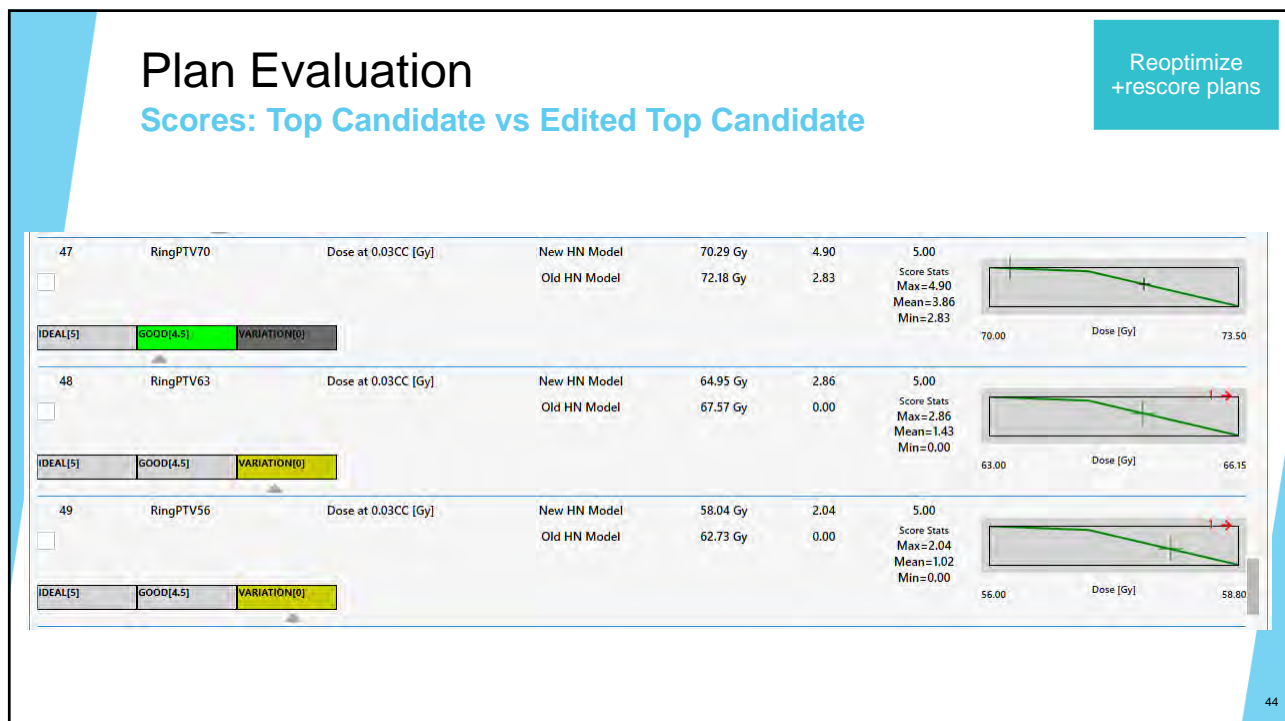 Plan Evaluation
Scores: Top Candidate vs Edited Top Candidate
Reoptimize
+rescore plans
47 RingPTV70 Dose at 0.03CC [Gy] New HN Model 70.29 Gy 4.90 5.00
Old HN Model 72.18 Gy 2.83 Score Stats
Max=4.90
Mean=3.86
Min=2.83
IDEAL[5] GOOD[4.5] VARIATION[0]
70.00 Dose [Gy] 73.50
48 RingPTV63 Dose at 0.03CC [Gy] New HN Model 64.95 Gy 2.86 5.00
Old HN Model 67.57 Gy 0.00 Score Stats
Max=2.86
Mean=1.43
Min=0.00
1
IDEAL[5] GOOD[4.5] VARIATION[0]
63.00 Dose [Gy] 66.15
49 RingPTV56 Dose at 0.03CC [Gy] New HN Model 58.04 Gy 2.04 5.00
Old HN Model 62.73 Gy 0.00 Score Stats
Max=2.04
Mean=1.02
Min=0.00
1
IDEAL[5] GOOD[4.5] VARIATION[0]
56.00 Dose [Gy] 58.80
44